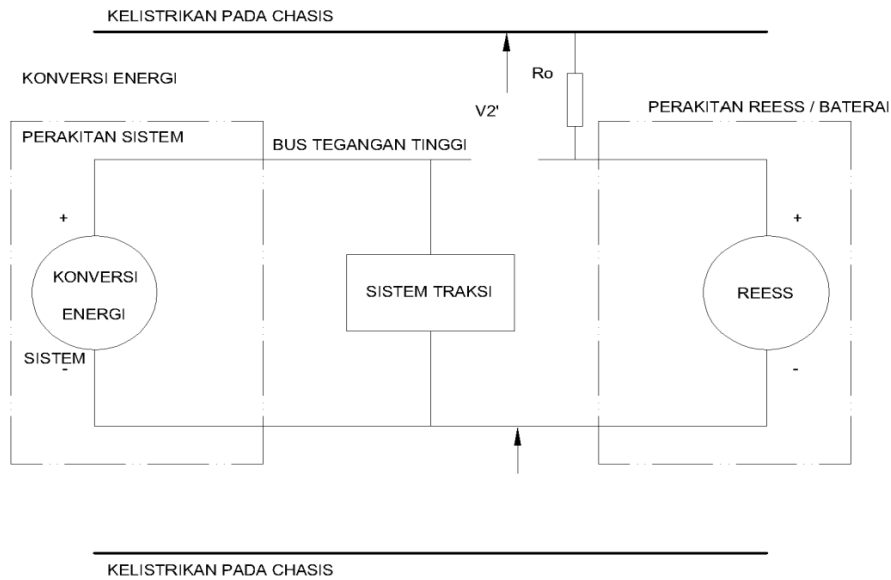 KELISTRIKAN PADA CHASIS
KONVERSI ENERGI
Ro
V2'
PERAKITAN REESS / BATERAI
PERAKITAN SISTEM
BUS TEGANGAN TINGGI
+
+
KONVERSI
ENERGI
SISTEM TRAKSI
REESS
SISTEM
-
-
KELISTRIKAN PADA CHASIS